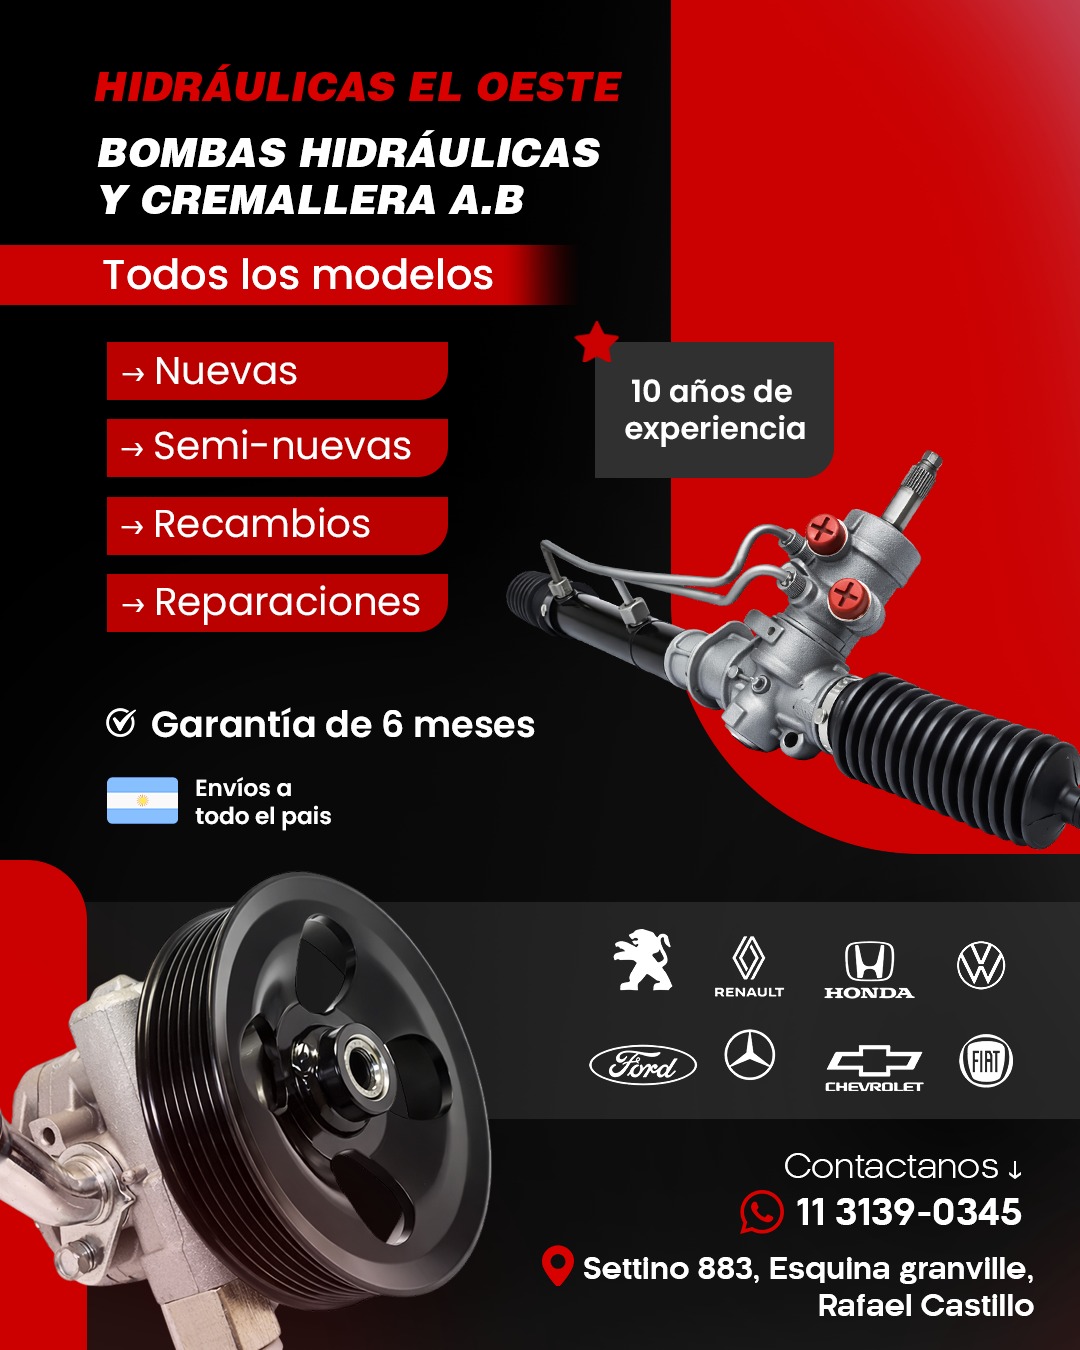 HIDRÁULICAS EL OESTE
BOMBAS HIDRÁULICAS
Y CREMALLERA A.B
Todos los modelos
→ Nuevas
→ Semi-nuevas
→ Recambios
→ Reparaciones
10 años de
experiencia
Garantía de 6 meses
Envíos a
todo el pais
RENAULT
HONDA
Ford
CHEVROLET
FIAT
Contactanos ↓
11 3139-0345
Settino 883, Esquina granville,
Rafael Castillo